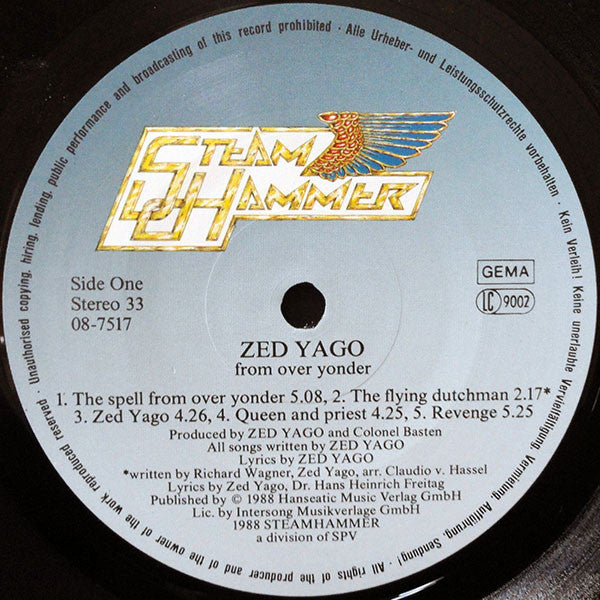 STEAM
HAMMER
Side One
Stereo 33
08-7517
GEMA
LC 9002
ZED YAGO
from over yonder
1. The spell from over yonder 5.08, 2. The flying dutchman 2.17*
3. Zed Yago 4.26, 4. Queen and priest 4.25, 5. Revenge 5.25
Produced by ZED YAGO and Colonel Basten
All songs written by ZED YAGO
Lyrics by ZED YAGO
*written by Richard Wagner, Zed Yago, arr. Claudio v. Hassel
Lyrics by Zed Yago, Dr. Hans Heinrich Freitag
Published by © 1988 Hanseatic Music Verlag GmbH
Lic. by Intersong Musikverlage GmbH
1988 STEAMHAMMER
a division of SPV
· Alle Urheber- und Leistungsschutzrechte vorbehalten · Kein Verleih! Keine unerlaubte Vervielfältigung, Vermietung, Aufführung, Sendung! · All rights of the producer and of the owner of the work reproduced reserved · Unauthorised copying, hiring, lending, public performance and broadcasting of this record prohibited